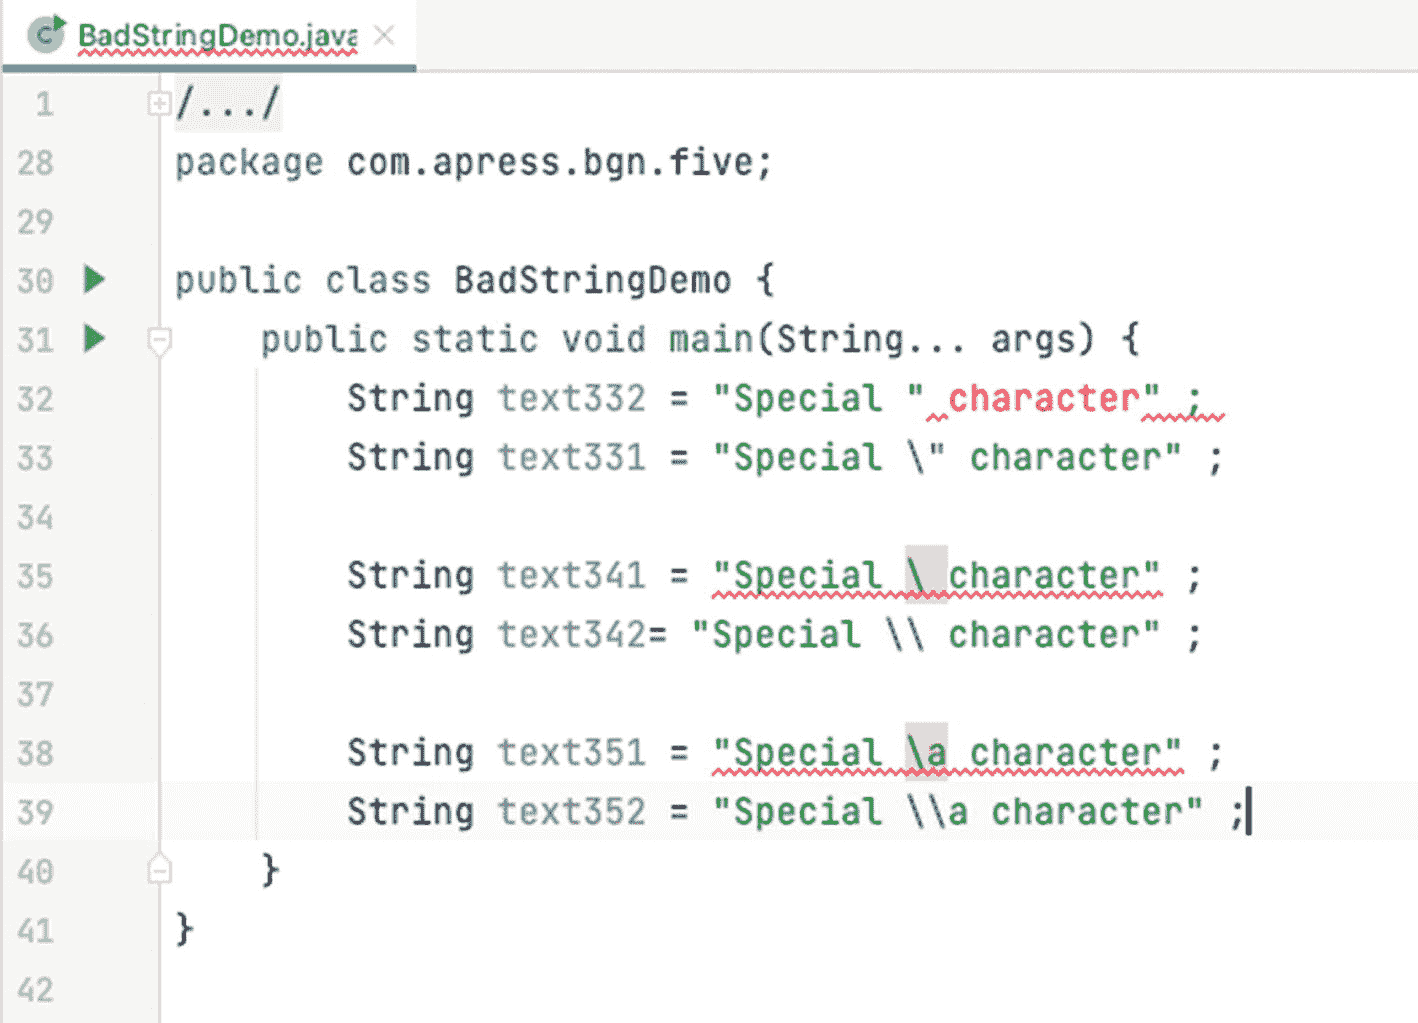 BadStringDemo.java
1 /.../
28 package com.apress.bgn.five;
29
30 public class BadStringDemo {
31 public static void main(String... args) {
32 String text332 = "Special " character" ;
33 String text331 = "Special \" character" ;
34
35 String text341 = "Special \ character" ;
36 String text342= "Special \\ character" ;
37
38 String text351 = "Special \a character" ;
39 String text352 = "Special \\a character" ;
40 }
41 }
42